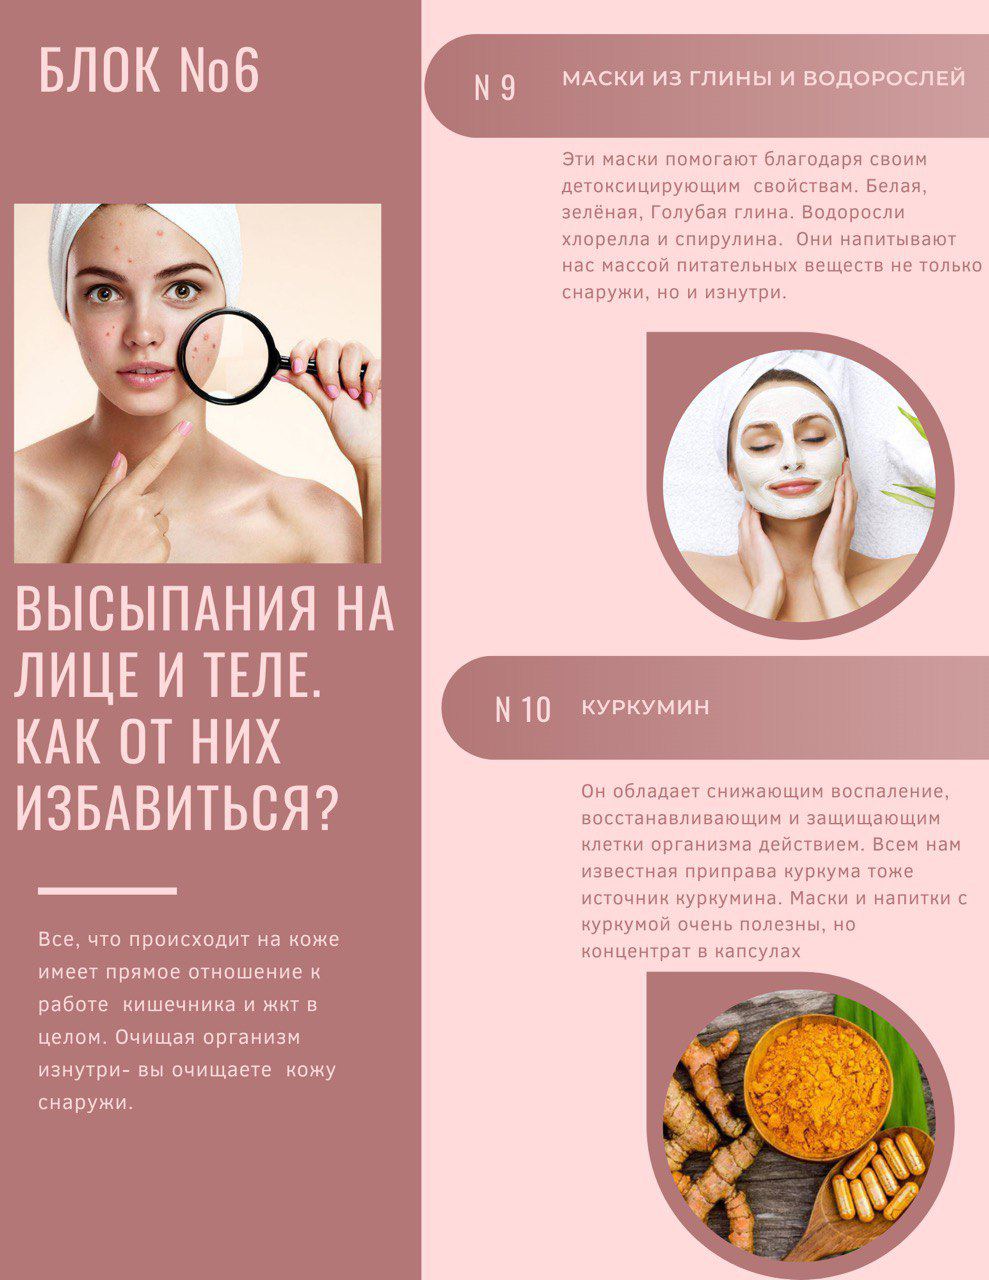 БЛОК №6
ВЫСЫПАНИЯ НА
ЛИЦЕ И ТЕЛЕ.
КАК ОТ НИХ
ИЗБАВИТЬСЯ?
Все, что происходит на коже
имеет прямое отношение к
работе  кишечника и жкт в
целом. Очищая организм
изнутри- вы очищаете  кожу
снаружи.
N 9 МАСКИ ИЗ ГЛИНЫ И ВОДОРОСЛЕЙ
Эти маски помогают благодаря своим
детоксицирующим  свойствам. Белая,
зелёная, Голубая глина. Водоросли
хлорелла и спирулина.  Они напитывают
нас массой питательных веществ не только
снаружи, но и изнутри.
N 10 КУРКУМИН
Он обладает снижающим воспаление,
восстанавливающим и защищающим
клетки организма действием. Всем нам
известная приправа куркума тоже
источник куркумина. Маски и напитки с
куркумой очень полезны, но
концентрат в капсулах